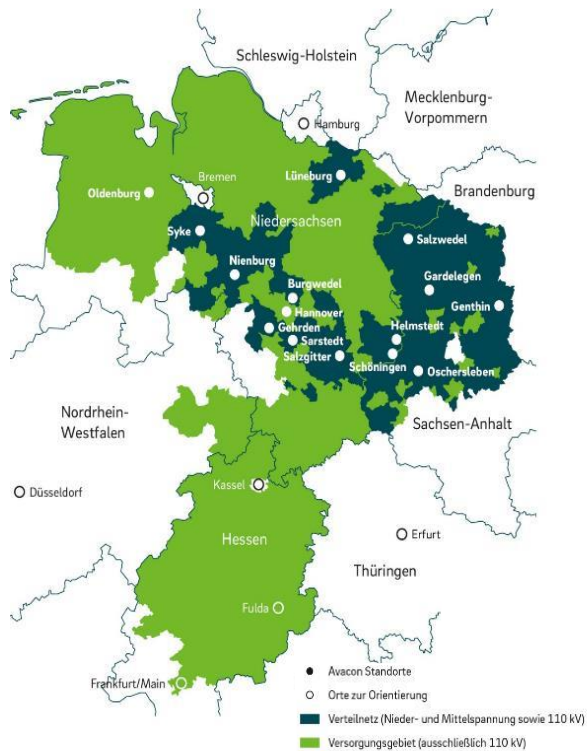 Schleswig-Holstein
Mecklenburg-
Vorpommern
Hamburg
Bremen
Lüneburg
Oldenburg
Brandenburg
Niedersachsen
Syke
Salzwedel
Nienburg
Gardelegen
Burgwedel
Genthin
Hannover
Gehrden
Helmstedt
Sarstedt
Salzgitter
Schöningen
Oschersleben
Nordrhein-
Westfalen
Sachsen-Anhalt
Kassel
Düsseldorf
Erfurt
Hessen
Thüringen
Fulda
Frankfurt/Main
Avacon Standorte
Orte zur Orientierung
Verteilnetz (Nieder- und Mittelspannung sowie 110 kV)
Versorgungsgebiet (ausschließlich 110 kV)